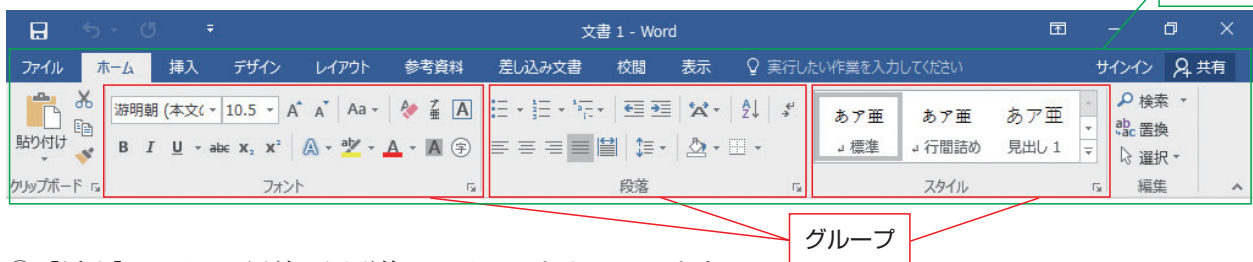 文書 1 - Word
ファイル ホーム 挿入 デザイン レイアウト 参考資料 差し込み文書 校閲 表示 実行したい作業を入力してください サインイン 共有
游明朝 (本文( 10.5 A A Aa ア亜 A
貼り付け
B I U abc x₂ x² A aby A A 字
あア亜 あア亜 あア亜
標準 行間詰め 見出し 1
検索
置換
選択
クリップボード フォント 段落 スタイル 編集
グループ